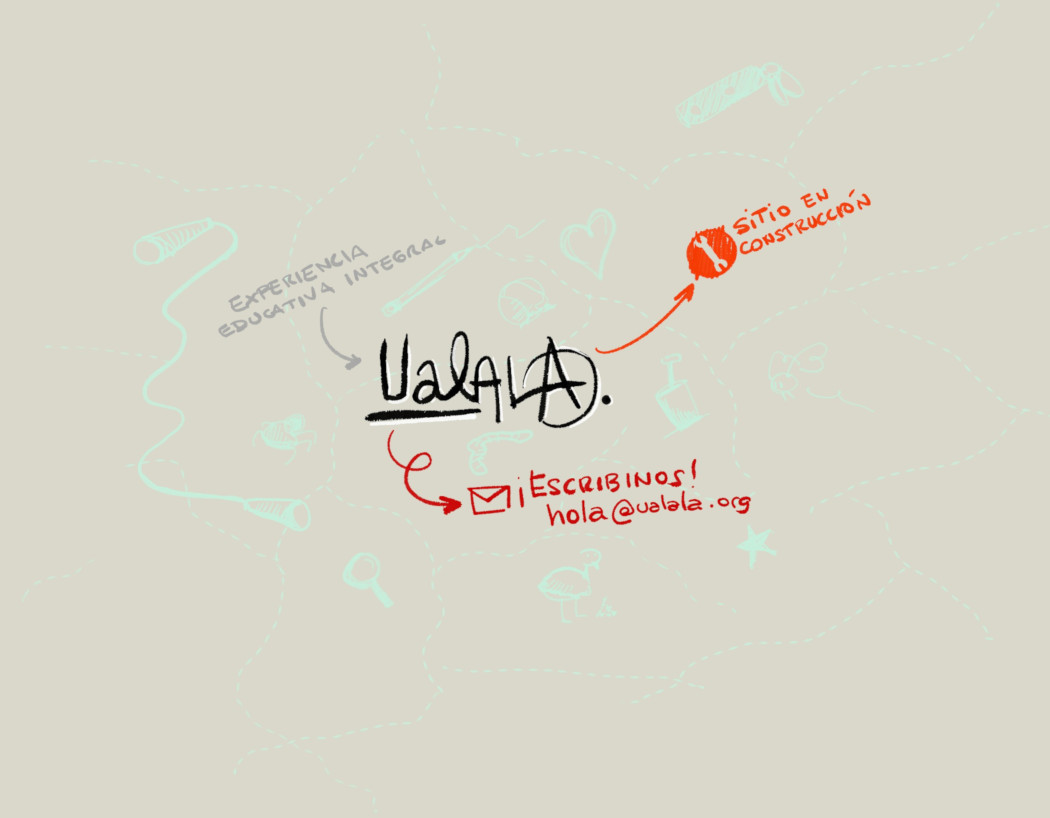 SITIO EN
CONSTRUCCIÓN
EXPERIENCIA
EDUCATIVA INTEGRAL
UalALA.
¡ESCRIBINOS!
hola@ualala.org